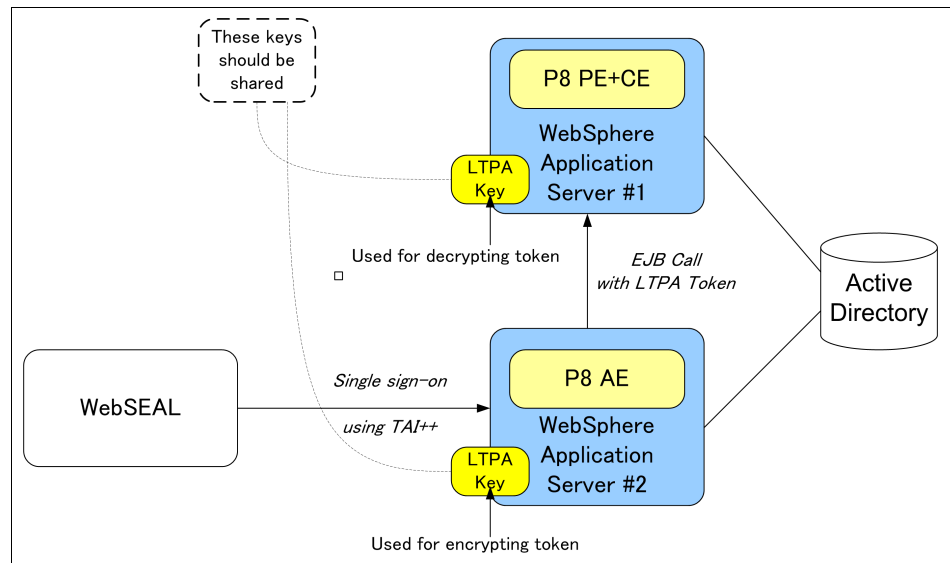 These keys
should be
shared
P8 PE+CE
WebSphere
Application
Server #1
LTPA
Key
Used for decrypting token
EJB Call
with LTPA Token
Active
Directory
WebSEAL
Single sign-on
using TAI++
P8 AE
WebSphere
Application
Server #2
LTPA
Key
Used for encrypting token